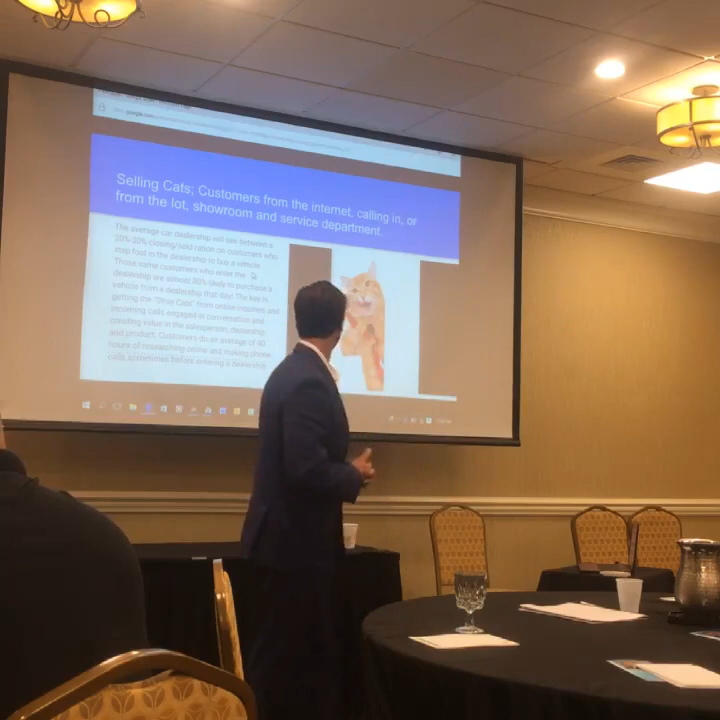 google.com
Selling Cats; Customers from the internet, calling in, or
from the lot, showroom and service department.
The average car dealership will see between a
20%-20% closing/sold ration on customers who
step foot in the dealership to buy a vehicle.
Those same customers who enter the
dealership are almost 80% likely to purchase a
vehicle from a dealership that day! The key is
getting the "Stray Cats" from online inquiries and
incoming calls engaged in conversation and
creating value in the salesperson, dealership
and product. Customers do an average of 40
hours of researching online and making phone
calls sometimes before entering a dealership.